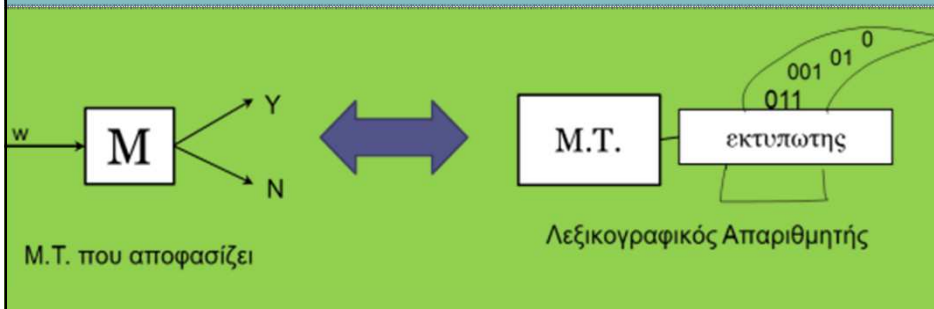 w
M
Y
N
Μ.Τ. που αποφασίζει
Μ.Τ.
εκτυπωτης
0
01
001
011
Λεξικογραφικός Απαριθμητής